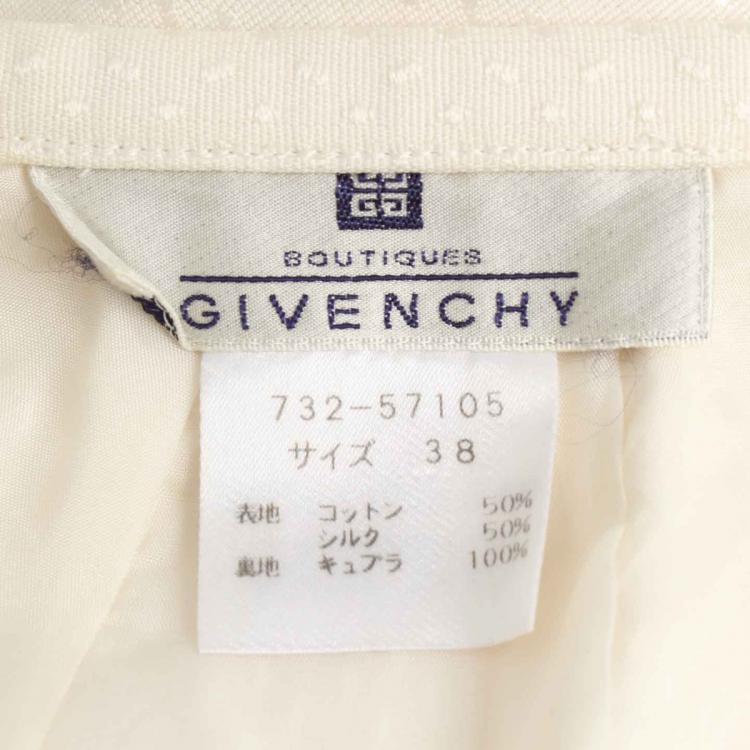 BOUTIQUES
GIVENCHY
732-57105
サイズ 38
表地 コットン 50%
シルク 50%
裏地 キュプラ 100%